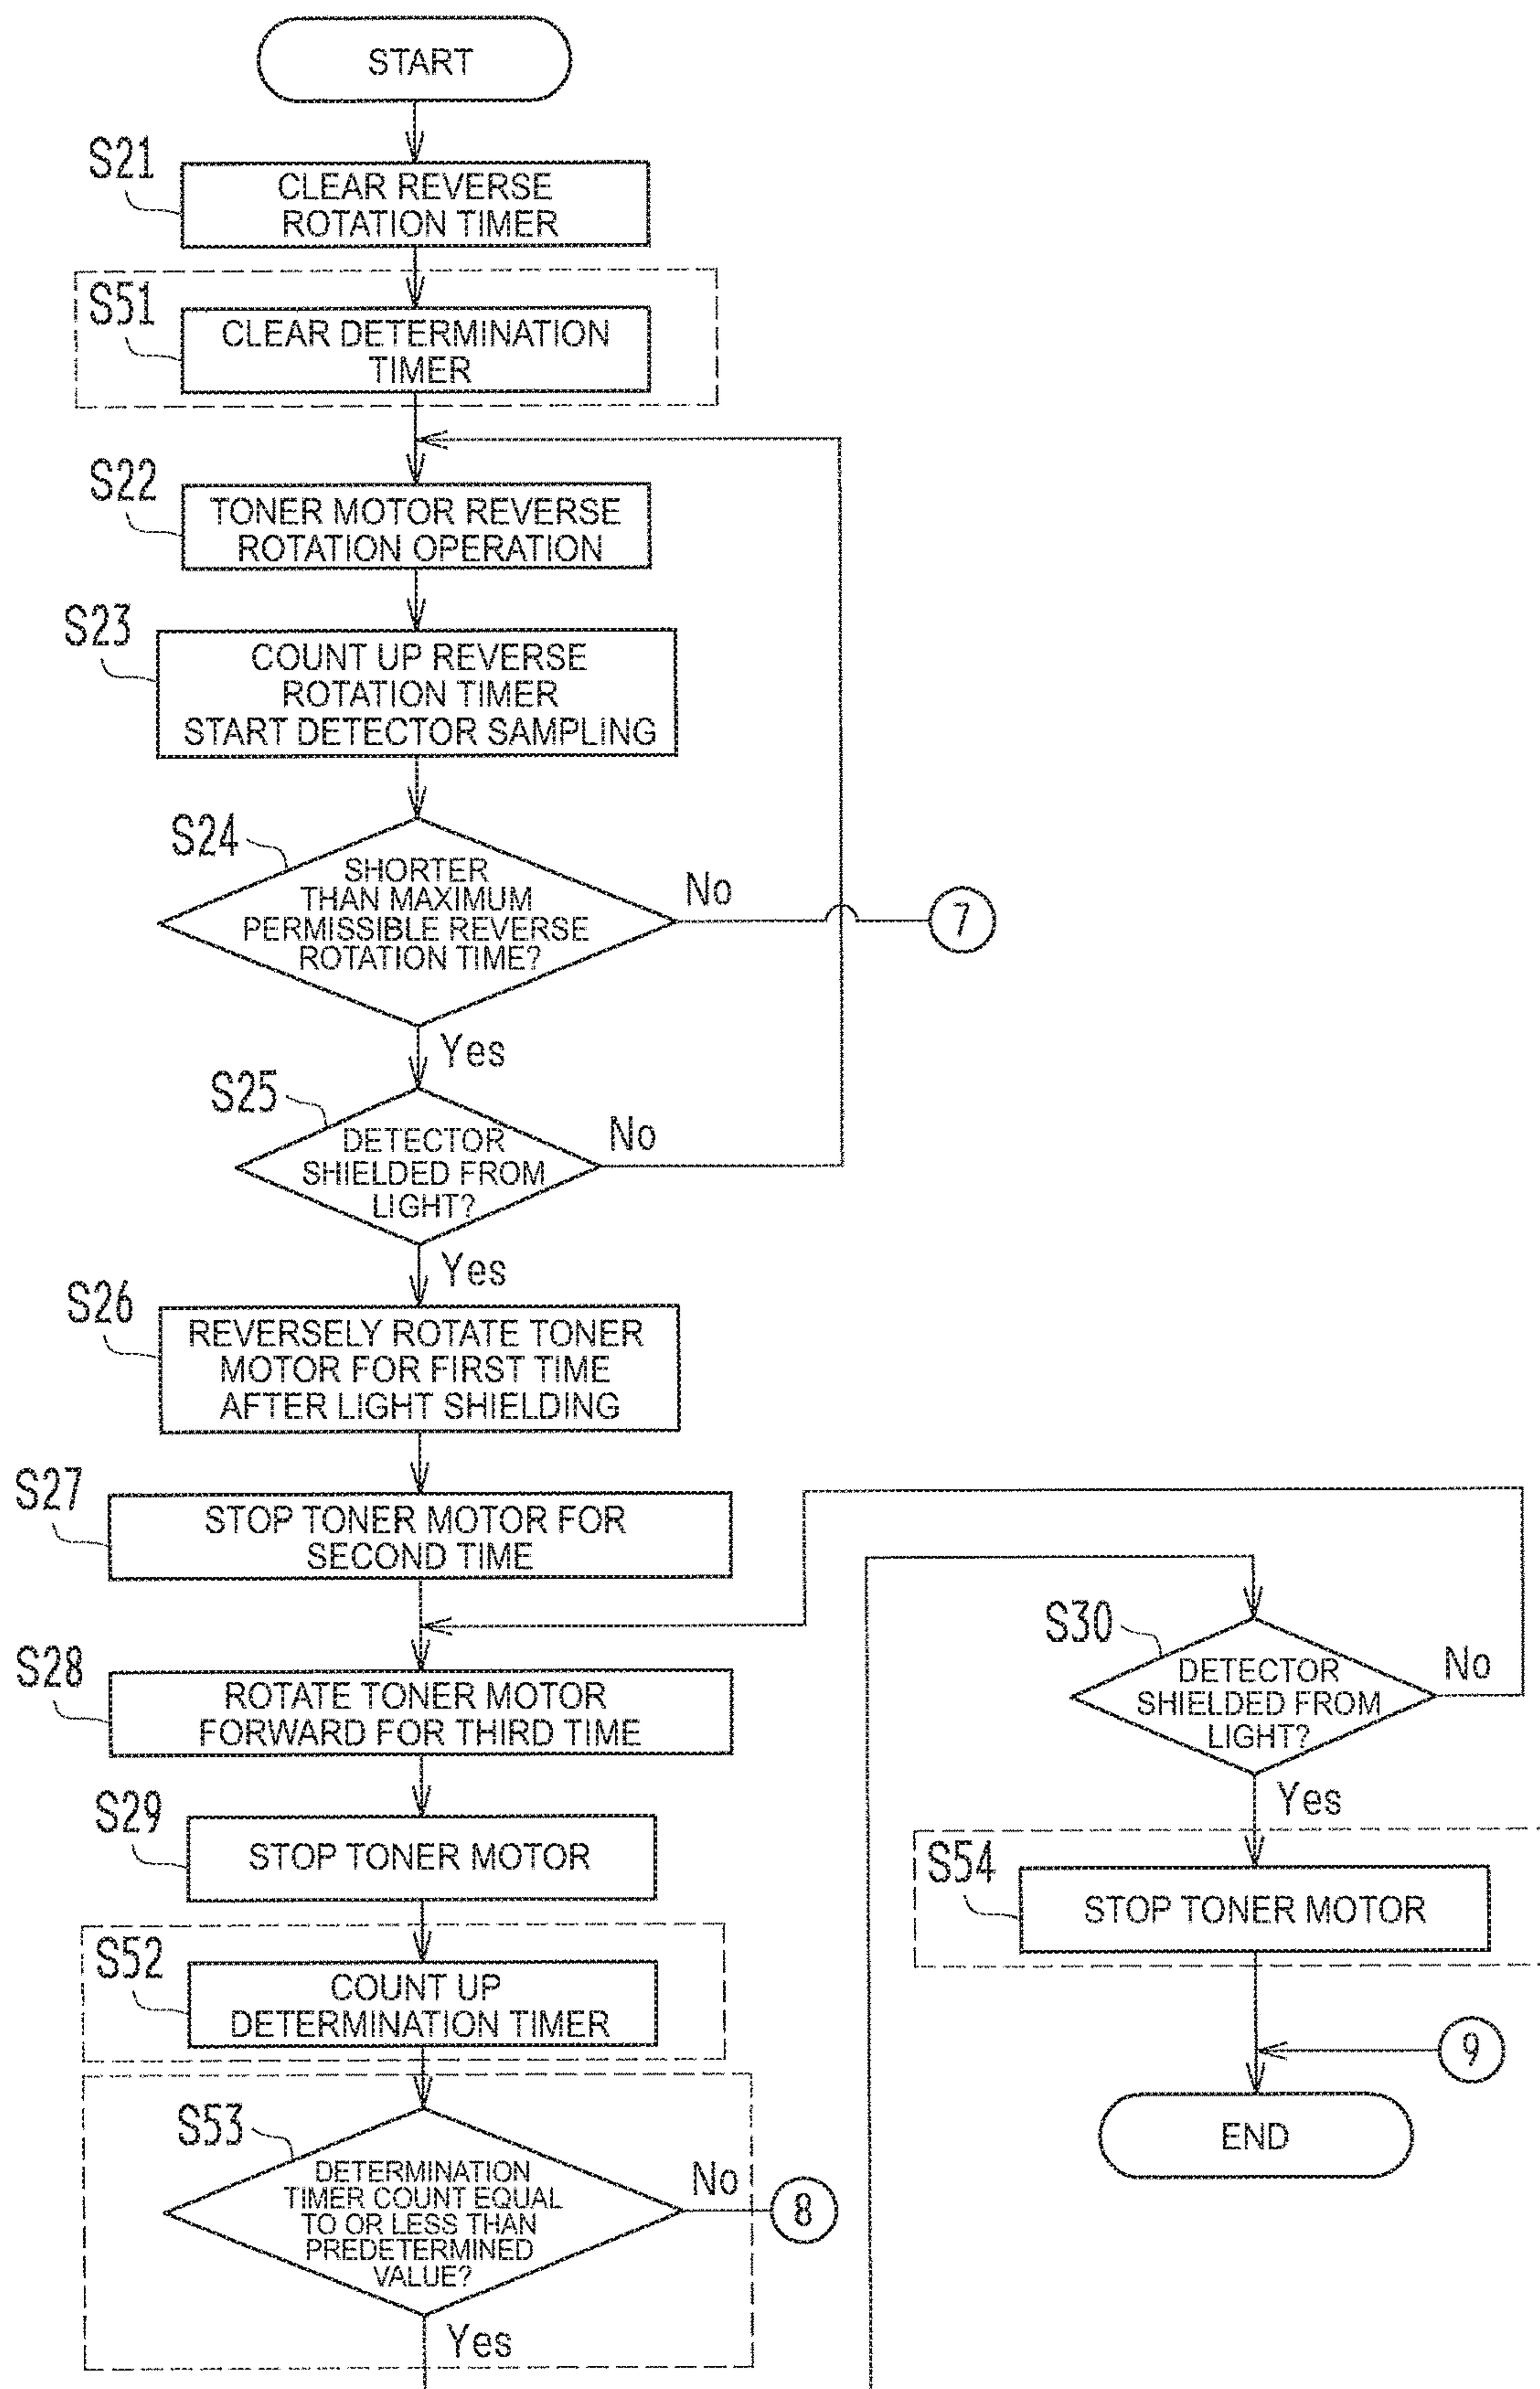 START
S21
CLEAR REVERSE
ROTATION TIMER
S51
CLEAR DETERMINATION
TIMER
S22
TONER MOTOR REVERSE
ROTATION OPERATION
S23
COUNT UP REVERSE
ROTATION TIMER
START DETECTOR SAMPLING
S24
SHORTER
THAN MAXIMUM
PERMISSIBLE REVERSE
ROTATION TIME?
No
7
Yes
S25
DETECTOR
SHIELDED FROM
LIGHT?
No
Yes
S26
REVERSELY ROTATE TONER
MOTOR FOR FIRST TIME
AFTER LIGHT SHIELDING
S27
STOP TONER MOTOR FOR
SECOND TIME
S28
ROTATE TONER MOTOR
FORWARD FOR THIRD TIME
S29
STOP TONER MOTOR
S52
COUNT UP
DETERMINATION TIMER
S53
DETERMINATION
TIMER COUNT EQUAL
TO OR LESS THAN
PREDETERMINED
VALUE?
No
8
Yes
S30
DETECTOR
SHIELDED FROM
LIGHT?
No
Yes
S54
STOP TONER MOTOR
9
END